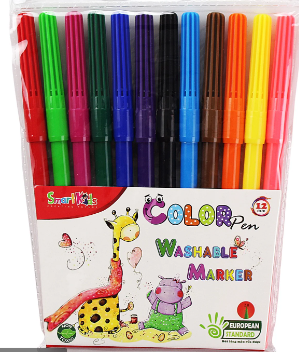 SmartKids
COLOR Pen
12
WASHABLE
MARKER
EUROPEAN
STANDARD